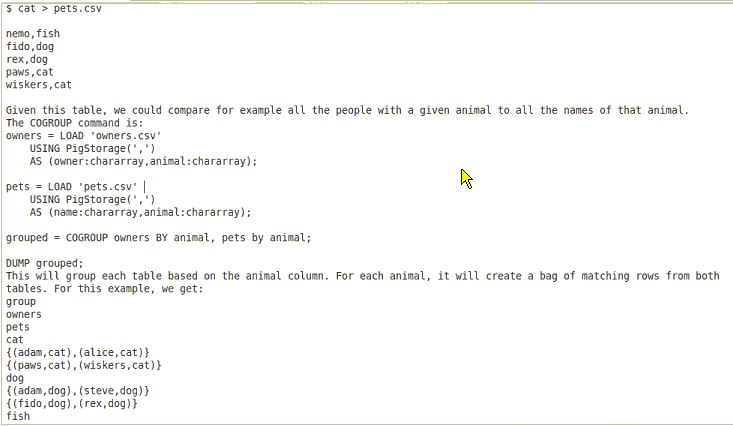 $ cat > pets.csv
nemo,fish
fido,dog
rex,dog
paws,cat
wiskers,cat
Given this table, we could compare for example all the people with a given animal to all the names of that animal.
The COGROUP command is:
owners = LOAD 'owners.csv'
USING PigStorage(',')
AS (owner:chararray,animal:chararray);
pets = LOAD 'pets.csv'
USING PigStorage(',')
AS (name:chararray,animal:chararray);
grouped = COGROUP owners BY animal, pets by animal;
DUMP grouped;
This will group each table based on the animal column. For each animal, it will create a bag of matching rows from both
tables. For this example, we get:
group
owners
pets
cat
{(adam,cat),(alice,cat)}
{(paws,cat),(wiskers,cat)}
dog
{(adam,dog),(steve,dog)}
{(fido,dog),(rex,dog)}
fish